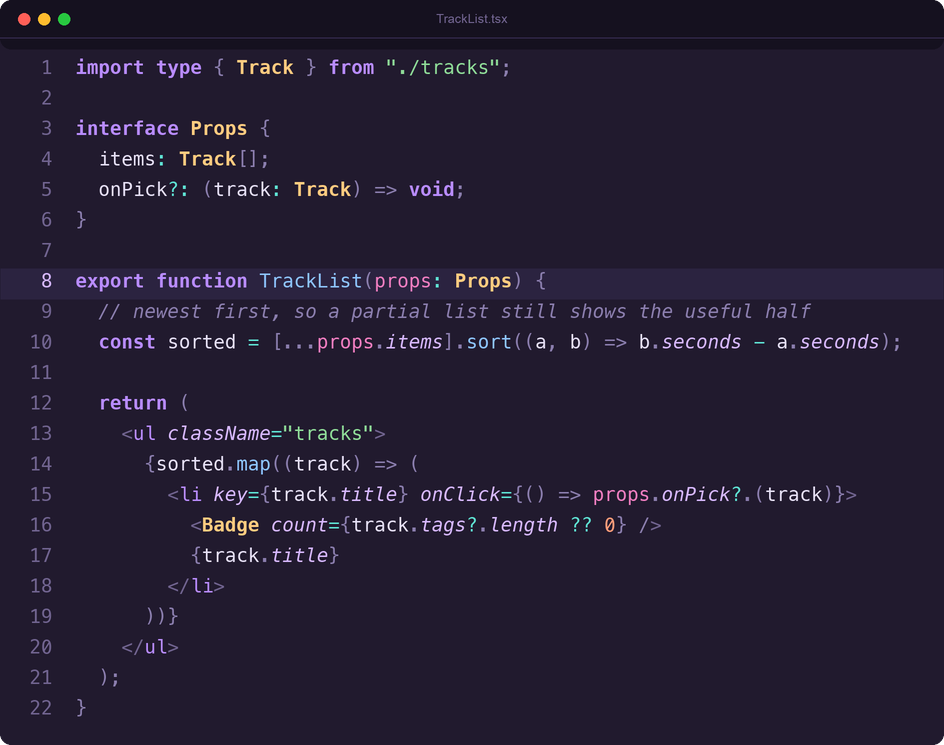 TrackList.tsx
1 import type { Track } from "./tracks";
2
3 interface Props {
4   items: Track[];
5   onPick?: (track: Track) => void;
6 }
7
8 export function TrackList(props: Props) {
9   // newest first, so a partial list still shows the useful half
10   const sorted = [...props.items].sort((a, b) => b.seconds - a.seconds);
11
12   return (
13     <ul className="tracks">
14       {sorted.map((track) => (
15         <li key={track.title} onClick={() => props.onPick?.(track)}>
16           <Badge count={track.tags?.length ?? 0} />
17           {track.title}
18         </li>
19       ))}
20     </ul>
21   );
22 }